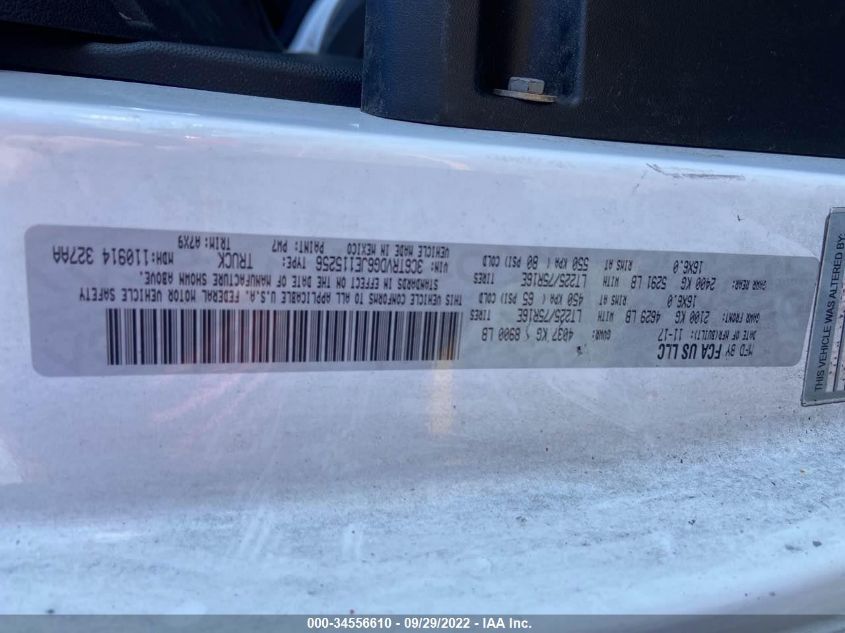 MFD BY FCA US LLC
DATE OF MFR(BUILT): 11-17 GVWR: 4037 KG ( 8900 LB
GAWR FRONT: 2100 KG 4629 LB WITH LT225/75R16E TIRES
16X6.0 RIMS AT 450 KPA ( 65 PSI) COLD
GAWR REAR: 2400 KG 5291 LB WITH LT225/75R16E TIRES
16X6.0 RIMS AT 550 KPA ( 80 PSI) COLD
THIS VEHICLE CONFORMS TO ALL APPLICABLE U.S.A. FEDERAL MOTOR VEHICLE SAFETY
STANDARDS IN EFFECT ON THE DATE OF MANUFACTURE SHOWN ABOVE.
VIN: 3C6TRVDG6JE115256 TYPE: TRUCK MDH:110914 327AA
VEHICLE MADE IN MEXICO PAINT: PW7 TRIM: A7X9
THIS VEHICLE WAS ALTERED BY:
000-34556610 - 09/29/2022 - IAA Inc.